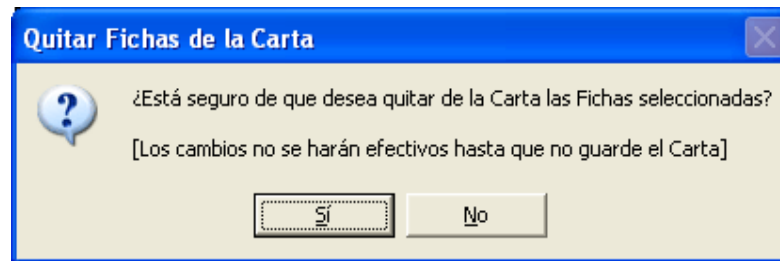 Quitar Fichas de la Carta
¿Está seguro de que desea quitar de la Carta las Fichas seleccionadas?
[Los cambios no se harán efectivos hasta que no guarde el Carta]
Sí
No